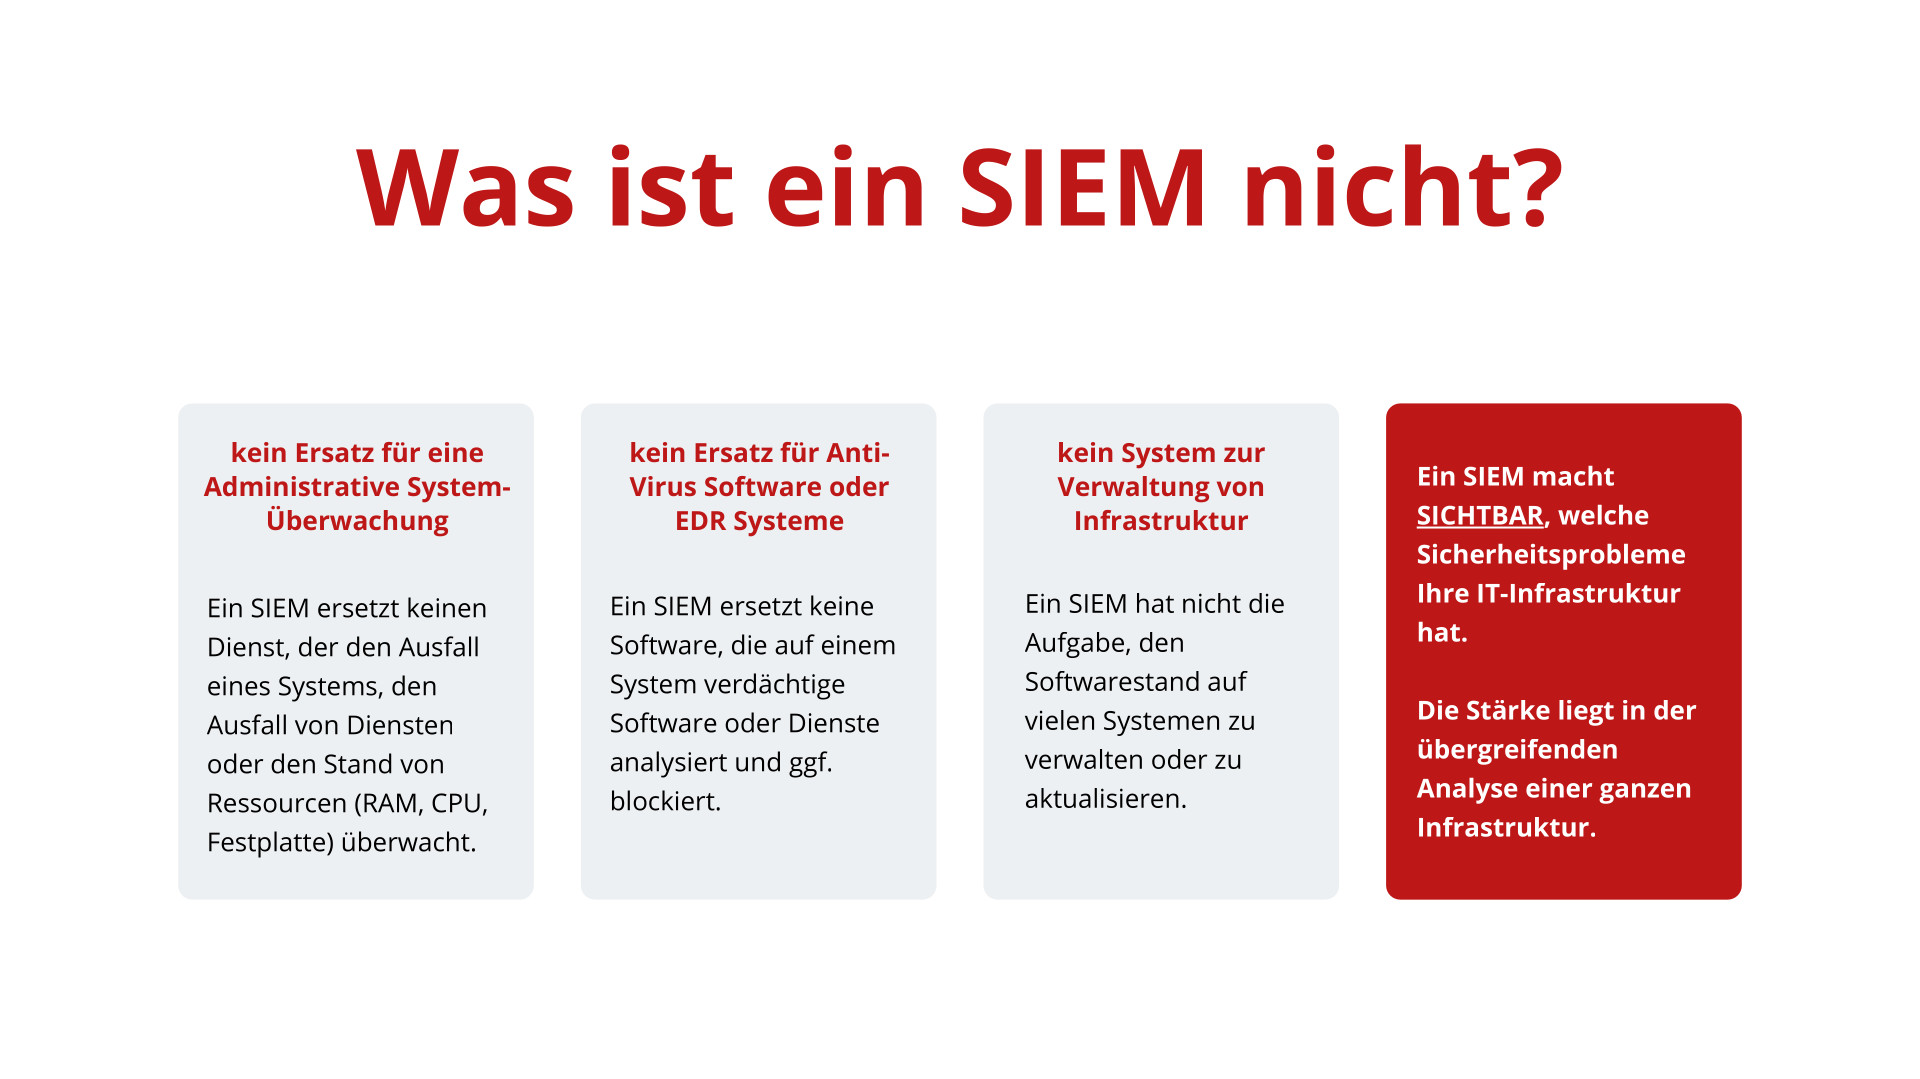 Was ist ein SIEM nicht?
kein Ersatz für eine
Administrative System-
Überwachung
Ein SIEM ersetzt keinen
Dienst, der den Ausfall
eines Systems, den
Ausfall von Diensten
oder den Stand von
Ressourcen (RAM, CPU,
Festplatte) überwacht.
kein Ersatz für Anti-
Virus Software oder
EDR Systeme
Ein SIEM ersetzt keine
Software, die auf einem
System verdächtige
Software oder Dienste
analysiert und ggf.
blockiert.
kein System zur
Verwaltung von
Infrastruktur
Ein SIEM hat nicht die
Aufgabe, den
Softwarestand auf
vielen Systemen zu
verwalten oder zu
aktualisieren.
Ein SIEM macht
SICHTBAR, welche
Sicherheitsprobleme
Ihre IT-Infrastruktur
hat.
Die Stärke liegt in der
übergreifenden
Analyse einer ganzen
Infrastruktur.